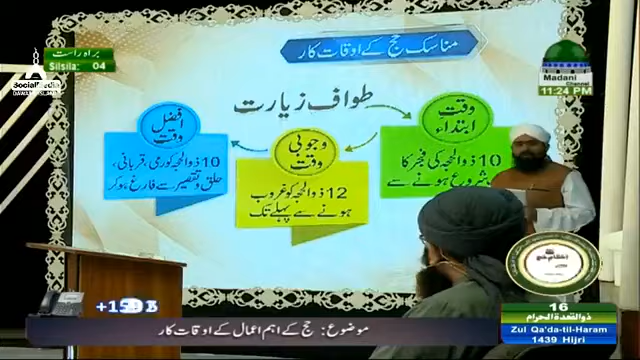 براہ راست
Silsila: 04
SocialMedia
مناسک حج کے اوقات کار
Madani
Channel
11:24 PM
طواف زیارت
وقت
ابتداء
10 ذوالحجہ کی فجر کا
شروع ہونے سے
وجوبی
وقت
12 ذوالحجہ کو غروب
ہونے سے پہلے تک
افضل
وقت
10 ذوالحجہ کو رمی، قربانی،
حلق و تقصیر سے فارغ ہو کر
موضوع: حج کے اہم اعمال کے اوقات کار
16
ذوالقعدۃ الحرام
Zul Qa'da-til-Haram
1439 Hijri